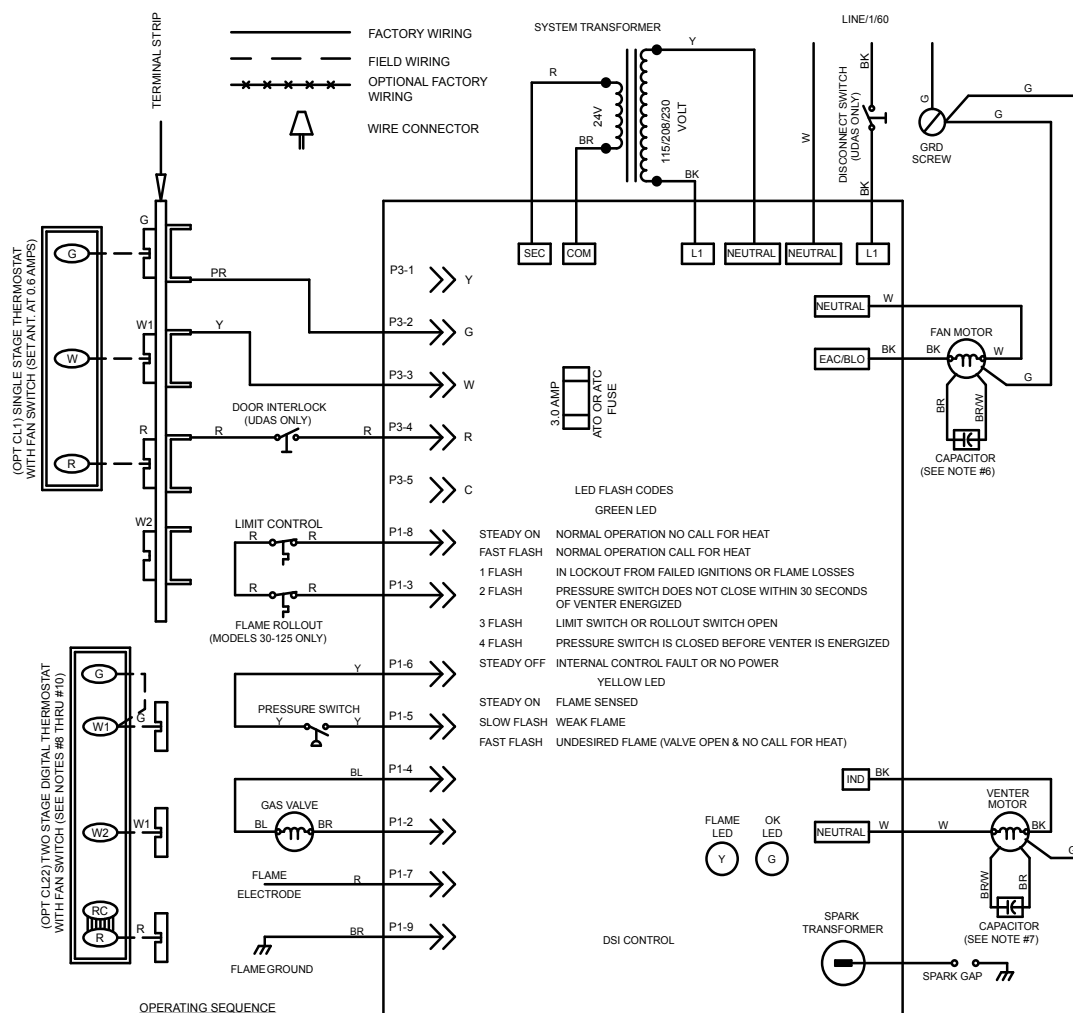 TERMINAL STRIP
FACTORY WIRING
FIELD WIRING
OPTIONAL FACTORY
WIRING
WIRE CONNECTOR
SYSTEM TRANSFORMER
R
24V
BR
115/208/230
VOLT
Y
BK
LINE/1/60
W
BK
DISCONNECT SWITCH
(UDAS ONLY)
BK
G
G
G
GRD
SCREW
SEC
COM
L1
NEUTRAL
NEUTRAL
L1
(OPT CL1) SINGLE STAGE THERMOSTAT
WITH FAN SWITCH (SET ANT. AT 0.6 AMPS)
G
W
R
G
W1
R
W2
PR
Y
DOOR INTERLOCK
(UDAS ONLY)
R
R
P3-1
Y
P3-2
G
P3-3
W
P3-4
R
P3-5
C
3.0 AMP
ATO OR ATC
FUSE
NEUTRAL
W
FAN MOTOR
EAC/BLO
BK
BK
W
G
BR
BR/W
CAPACITOR
(SEE NOTE #6)
LIMIT CONTROL
R
R
P1-8
R
R
P1-3
FLAME ROLLOUT
(MODELS 30-125 ONLY)
Y
P1-6
PRESSURE SWITCH
Y
Y
P1-5
BL
P1-4
GAS VALVE
BL
BR
P1-2
FLAME
ELECTRODE
R
P1-7
BR
P1-9
FLAME GROUND
LED FLASH CODES
GREEN LED
STEADY ON NORMAL OPERATION NO CALL FOR HEAT
FAST FLASH NORMAL OPERATION CALL FOR HEAT
1 FLASH IN LOCKOUT FROM FAILED IGNITIONS OR FLAME LOSSES
2 FLASH PRESSURE SWITCH DOES NOT CLOSE WITHIN 30 SECONDS
OF VENTER ENERGIZED
3 FLASH LIMIT SWITCH OR ROLLOUT SWITCH OPEN
4 FLASH PRESSURE SWITCH IS CLOSED BEFORE VENTER IS ENERGIZED
STEADY OFF INTERNAL CONTROL FAULT OR NO POWER
YELLOW LED
STEADY ON FLAME SENSED
SLOW FLASH WEAK FLAME
FAST FLASH UNDESIRED FLAME (VALVE OPEN & NO CALL FOR HEAT)
(OPT CL22) TWO STAGE DIGITAL THERMOSTAT
WITH FAN SWITCH (SEE NOTES #8 THRU #10)
G
W1
G
W2
W1
RC
R
R
FLAME
LED
Y
OK
LED
G
IND
BK
VENTER
MOTOR
NEUTRAL
W
W
BK
G
BR/W
BR
CAPACITOR
(SEE NOTE #7)
DSI CONTROL
SPARK
TRANSFORMER
SPARK GAP
OPERATING SEQUENCE